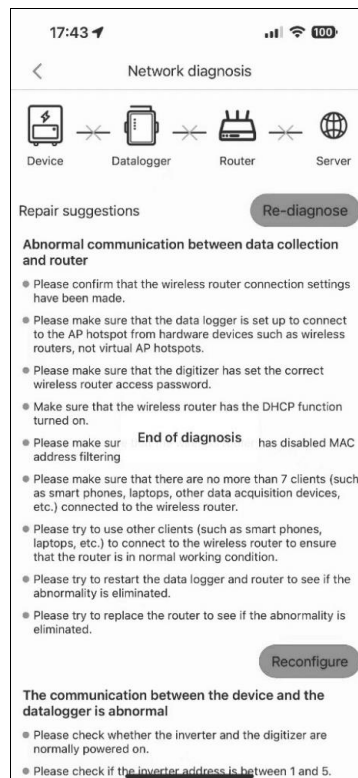 17:43
100
Network diagnosis
Device Datalogger Router Server
Repair suggestions Re-diagnose
Abnormal communication between data collection
and router
Please confirm that the wireless router connection settings
have been made.
Please make sure that the data logger is set up to connect
to the AP hotspot from hardware devices such as wireless
routers, not virtual AP hotspots.
Please make sure that the digitizer has set the correct
wireless router access password.
Make sure that the wireless router has the DHCP function
turned on.
Please make sur End of diagnosis has disabled MAC
address filtering
Please make sure that there are no more than 7 clients (such
as smart phones, laptops, other data acquisition devices,
etc.) connected to the wireless router.
Please try to use other clients (such as smart phones,
laptops, etc.) to connect to the wireless router to ensure
that the router is in normal working condition.
Please try to restart the data logger and router to see if the
abnormality is eliminated.
Please try to replace the router to see if the abnormality is
eliminated.
Reconfigure
The communication between the device and the
datalogger is abnormal
Please check whether the inverter and the digitizer are
normally powered on.
Please check if the inverter address is between 1 and 5.